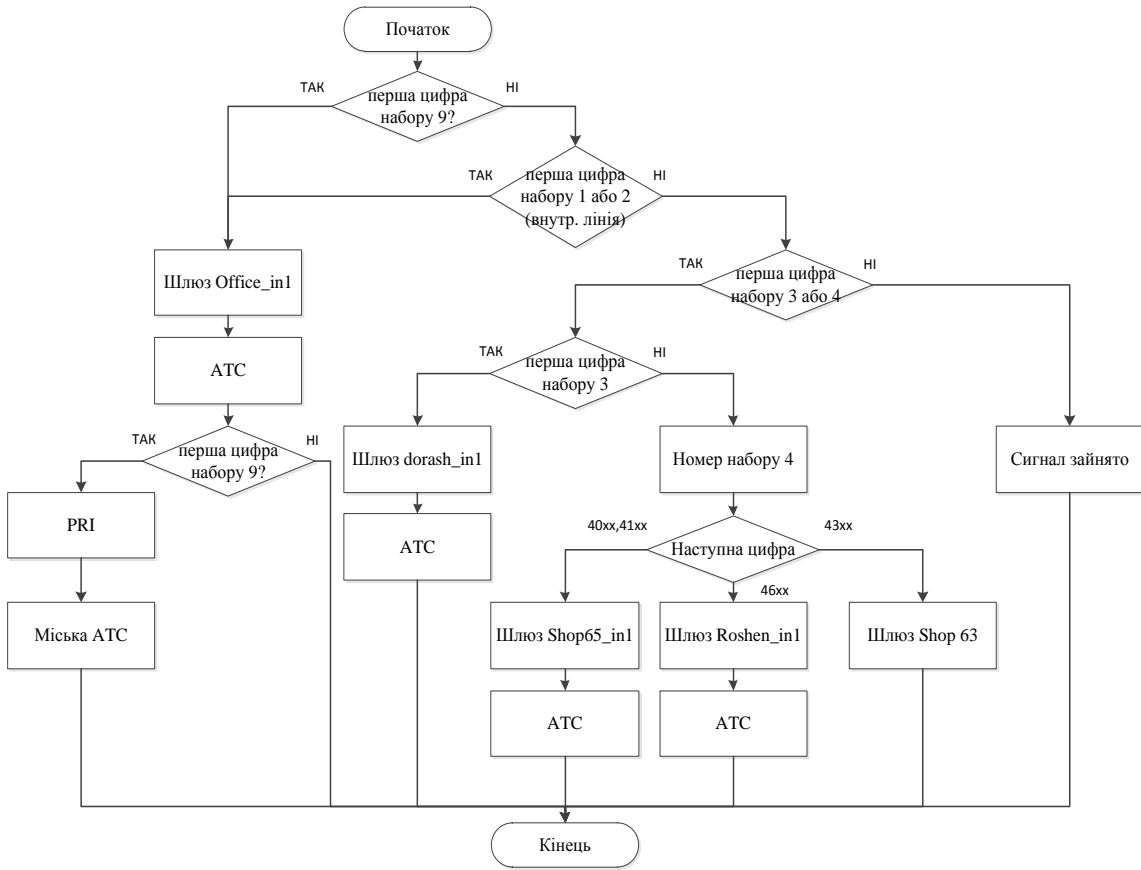 Початок
ТАК
НІ
перша цифра
набору 9?
ТАК
НІ
перша цифра
набору 1 або 2
(внутр. лінія)
ТАК
НІ
перша цифра
набору 3 або 4
Шлюз Office_in1
ТАК
НІ
перша цифра
набору 3
АТС
ТАК
НІ
перша цифра
набору 9?
Шлюз dorash_in1
Номер набору 4
Сигнал зайнято
PRI
АТС
40xx,41xx
43xx
Наступна цифра
46xx
Міська АТС
Шлюз Shop65_in1
Шлюз Roshen_in1
Шлюз Shop 63
АТС
АТС
Кінець